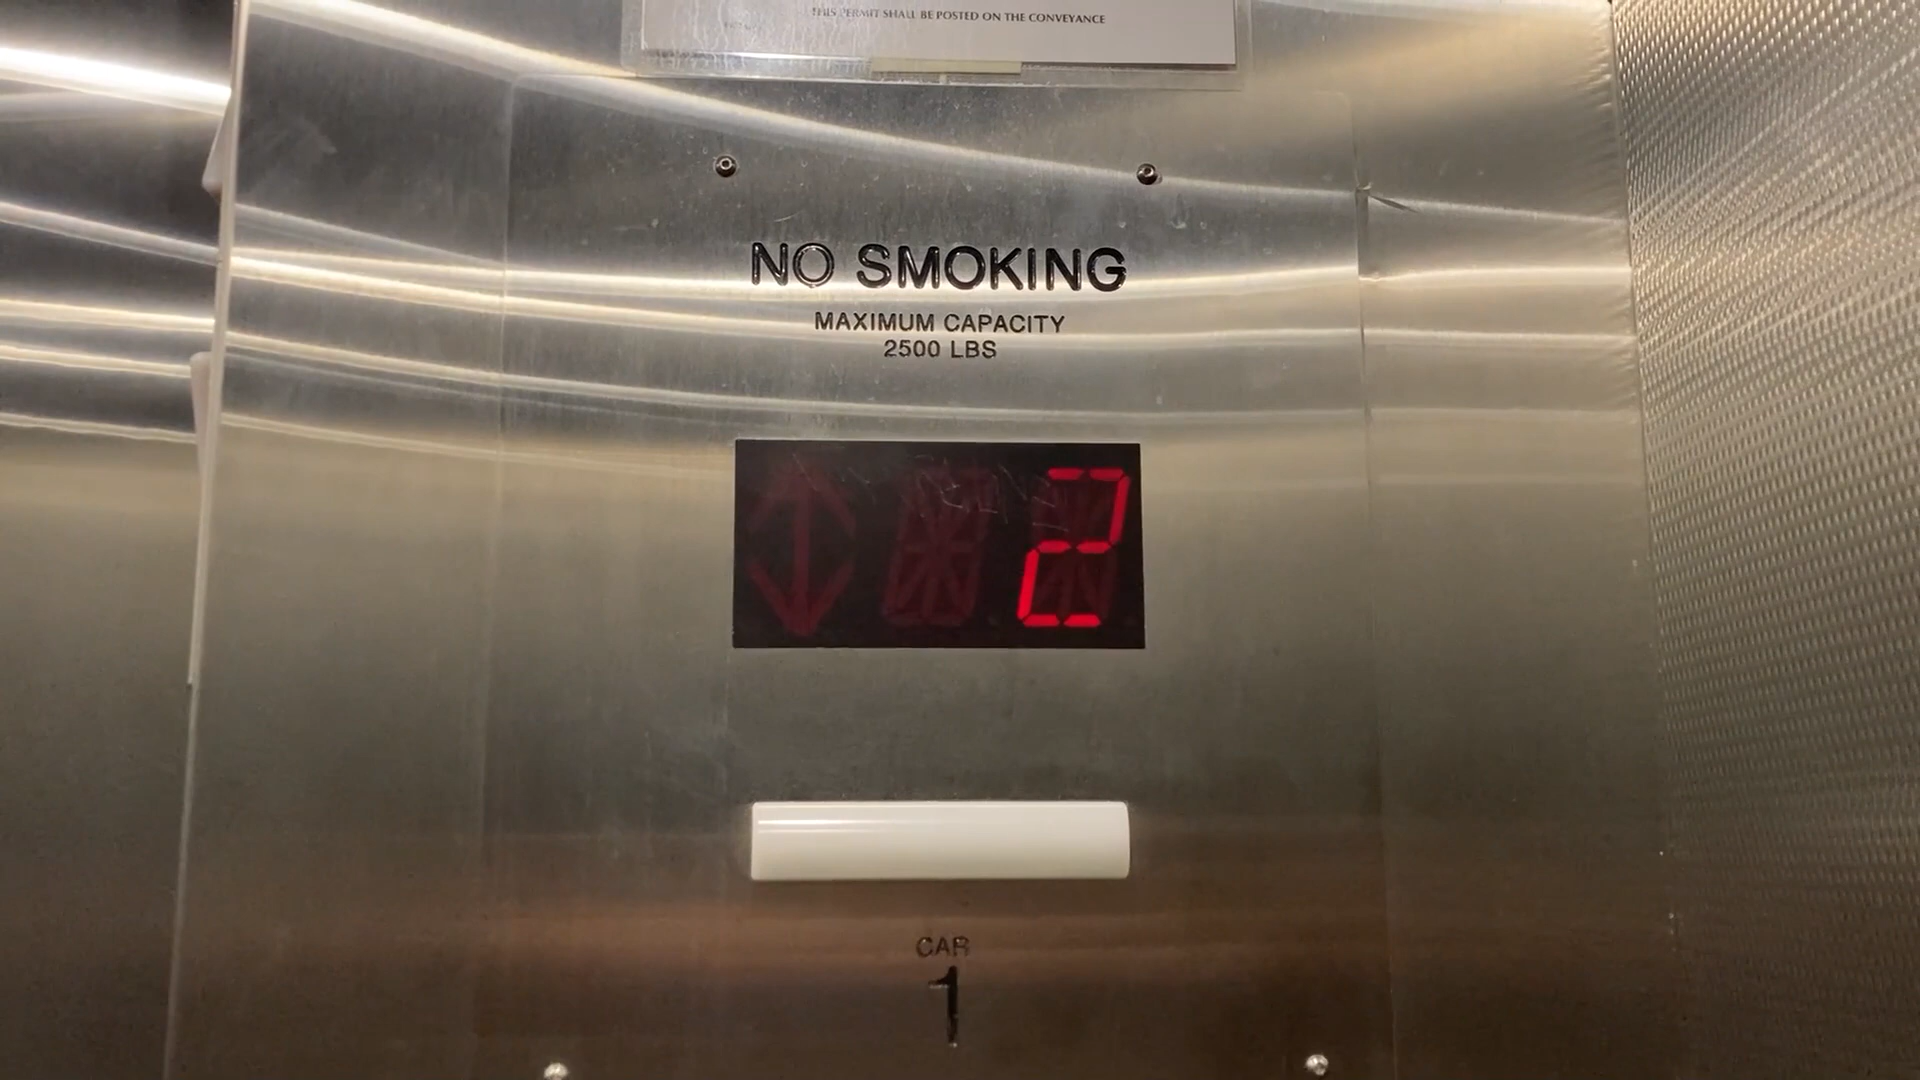 THIS PERMIT SHALL BE POSTED ON THE CONVEYANCE
NO SMOKING
MAXIMUM CAPACITY
2500 LBS
2
CAR
1